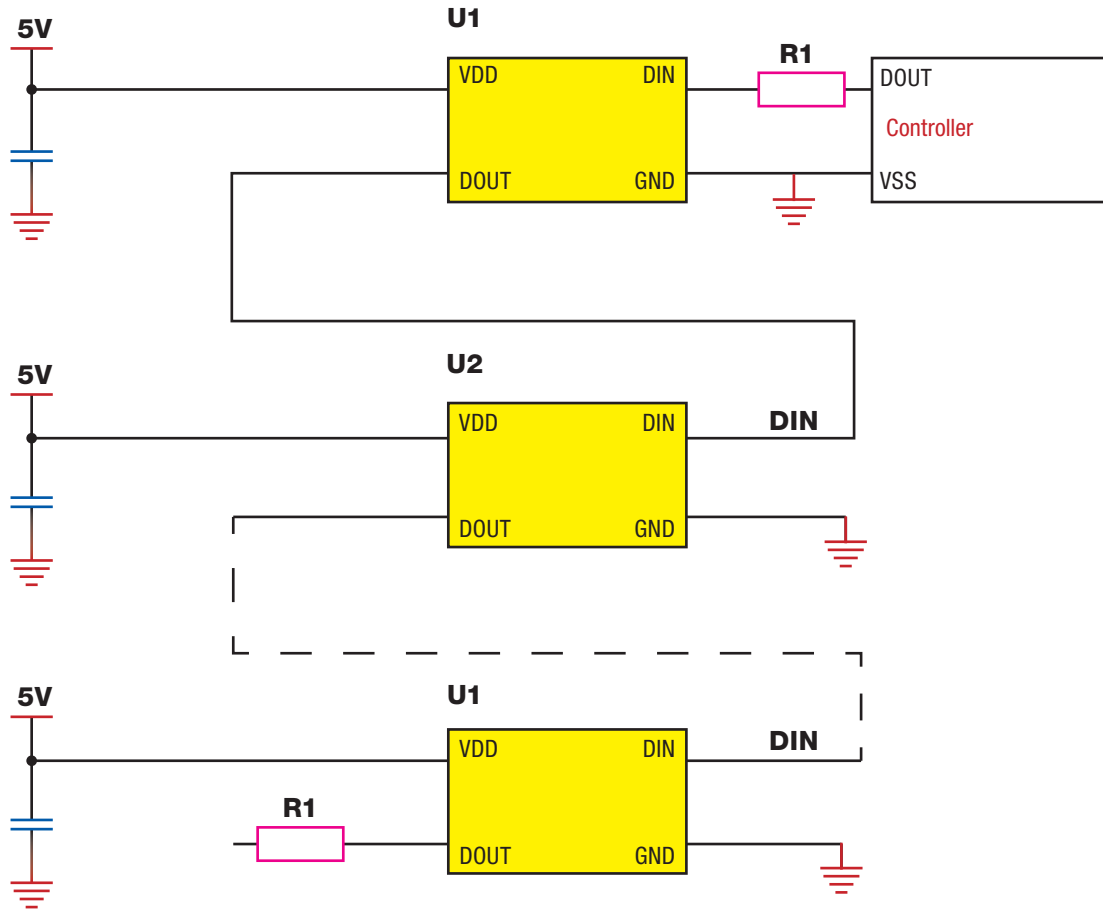 U1
5V
R1
VDD DIN
DOUT
Controller
DOUT GND
VSS
U2
5V
VDD DIN
DIN
DOUT GND
U1
5V
VDD DIN
DIN
R1
DOUT GND